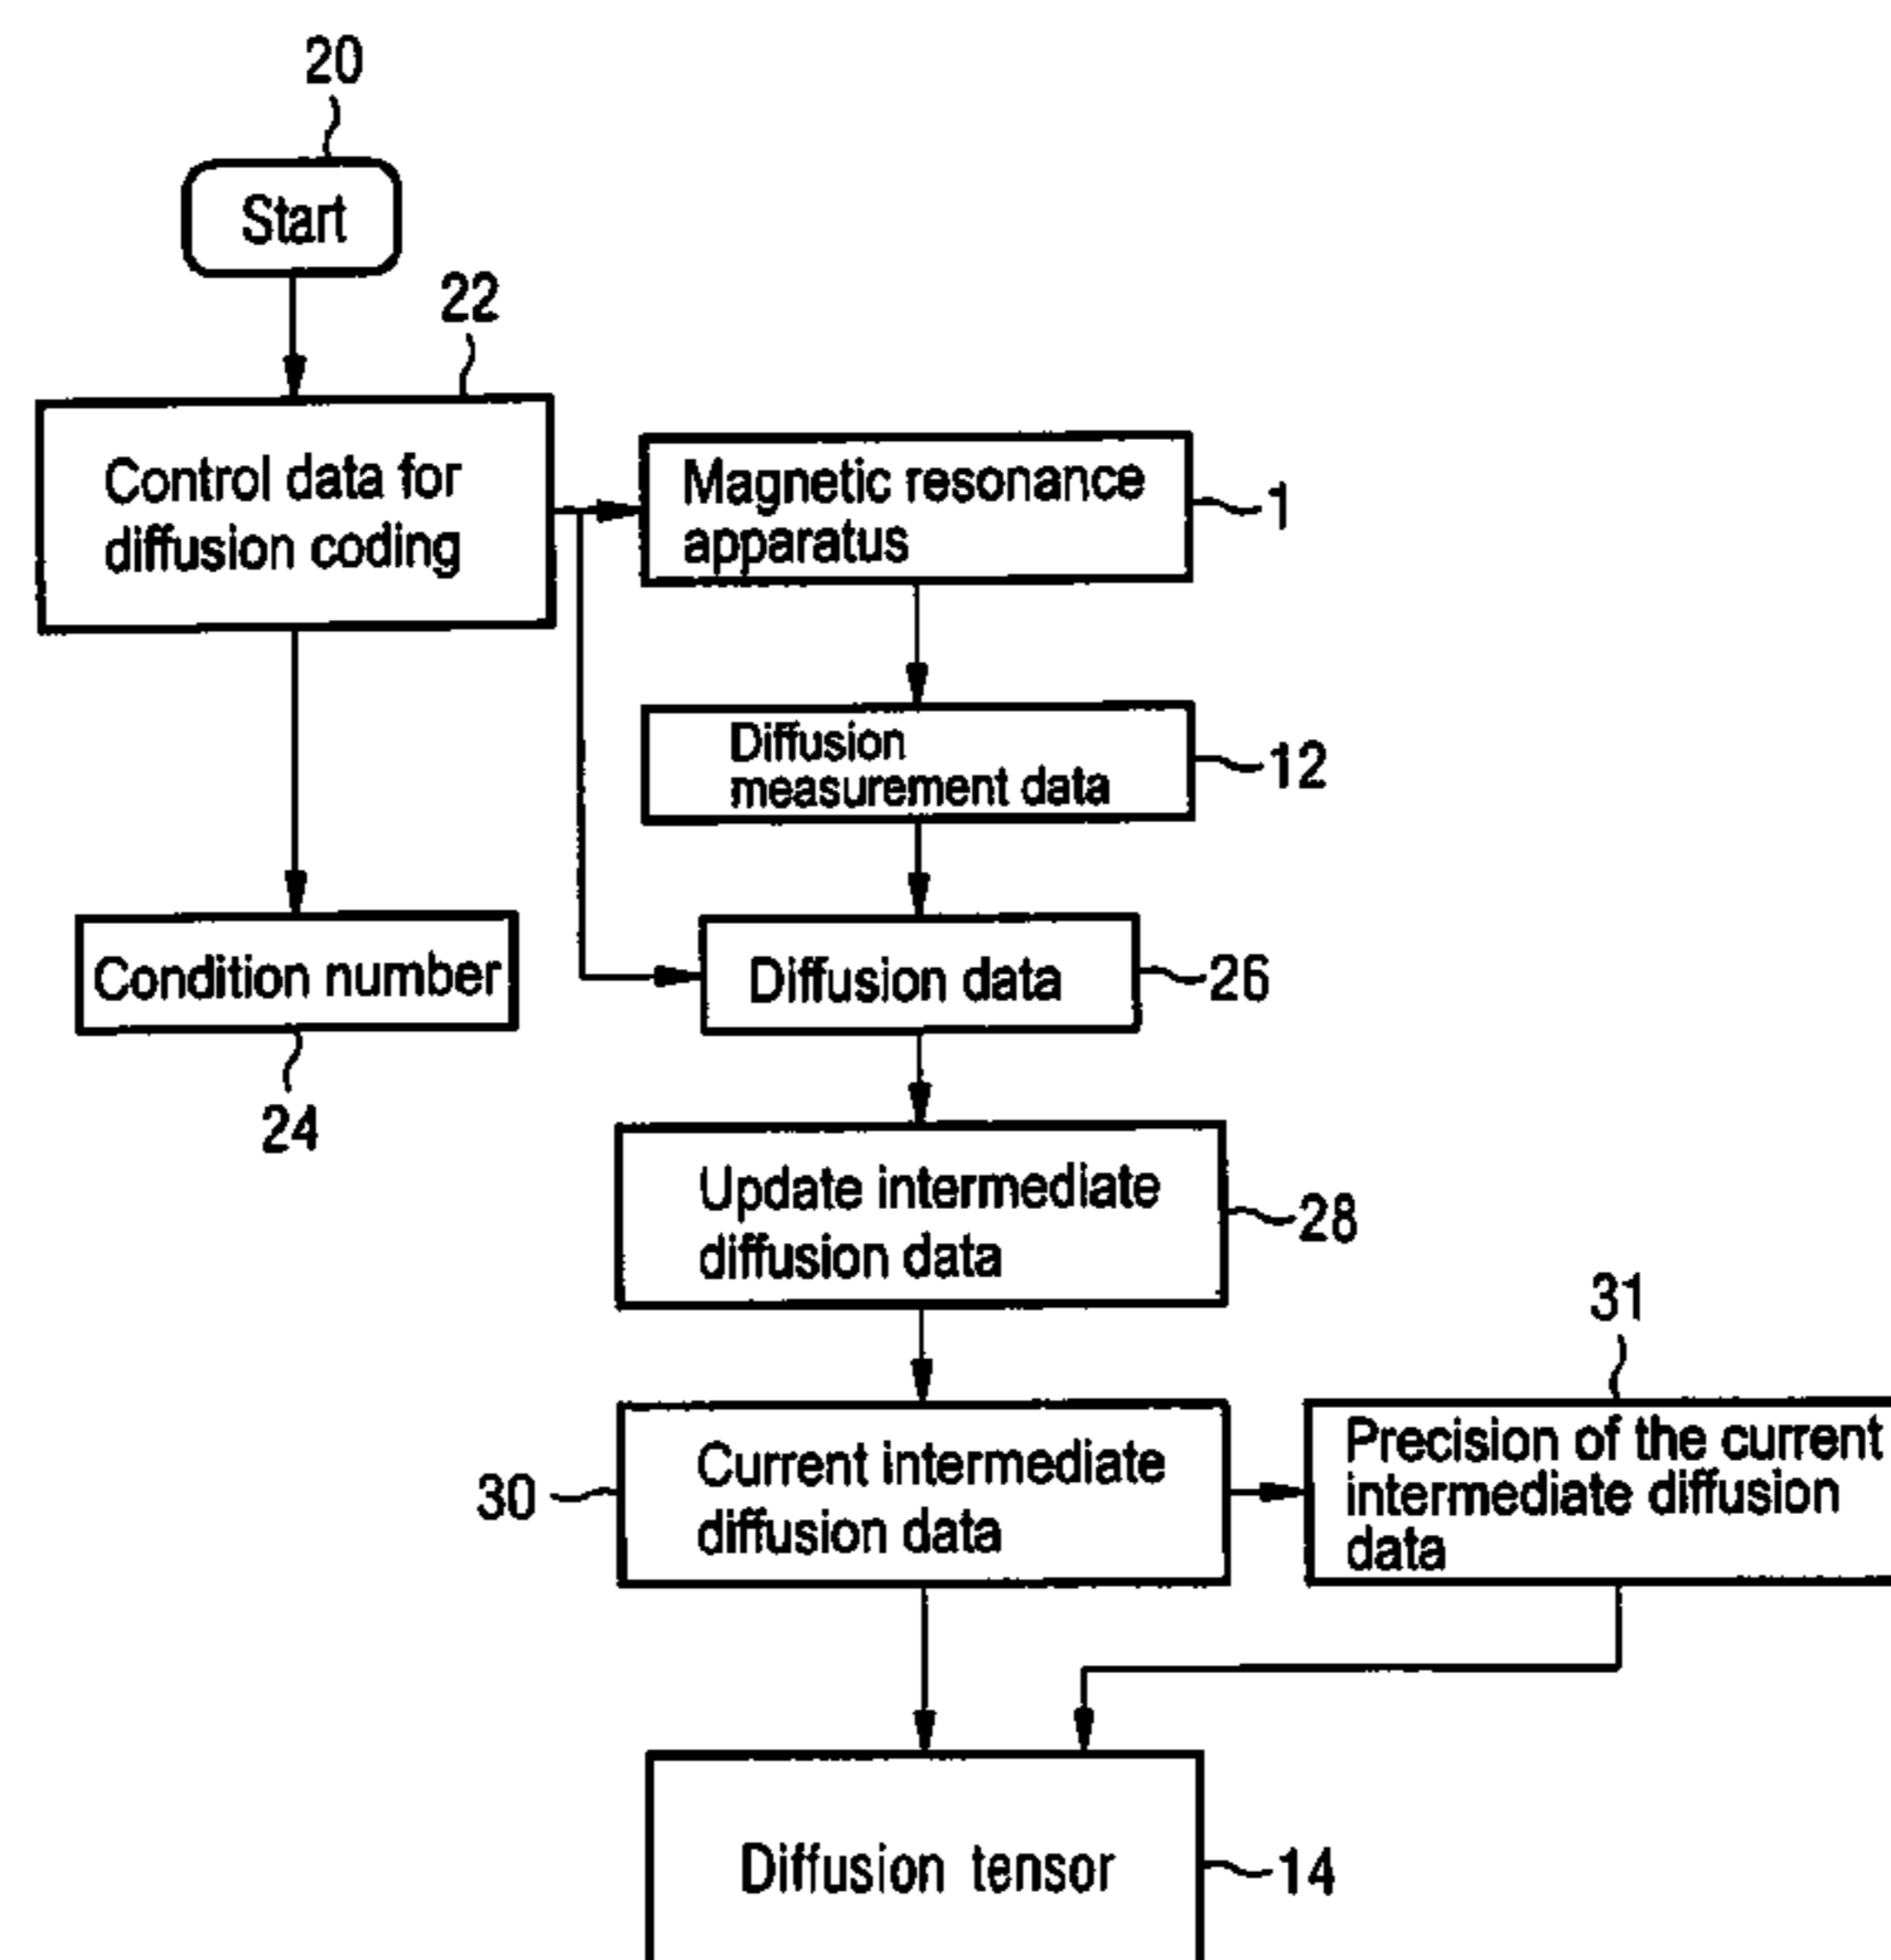 20
Start
22
Control data for
diffusion coding
Magnetic resonance
apparatus
1
Diffusion
measurement data
12
Condition number
24
Diffusion data
26
Update intermediate
diffusion data
28
31
30
Current intermediate
diffusion data
Precision of the current
intermediate diffusion
data
Diffusion tensor
14